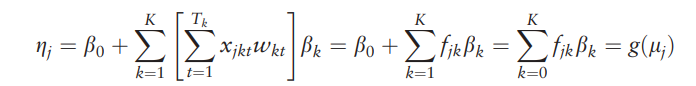 η_j = β_0 + ∑_{k=1}^{K} [∑_{t=1}^{T_k} x_{jkt} w_{kt}] β_k = β_0 + ∑_{k=1}^{K} f_{jk} β_k = ∑_{k=0}^{K} f_{jk} β_k = g(μ_j)